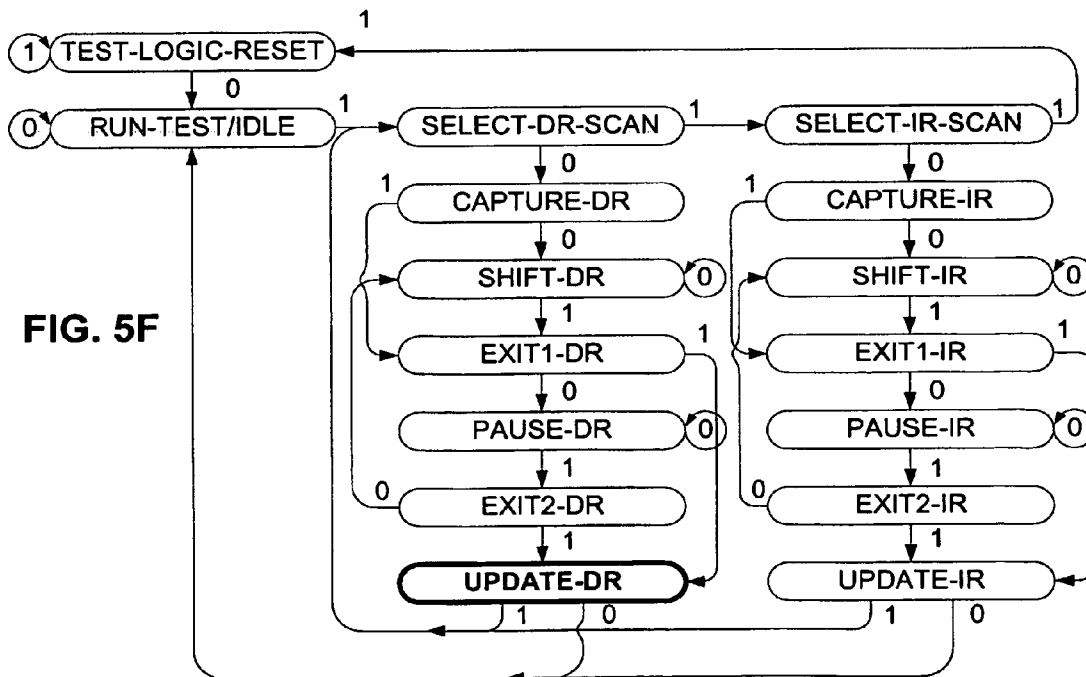 1
1 TEST-LOGIC-RESET
0
0 RUN-TEST/IDLE 1 SELECT-DR-SCAN 1 SELECT-IR-SCAN 1
0 0
1 CAPTURE-DR 1 CAPTURE-IR
0 0
SHIFT-DR 0 SHIFT-IR 0
FIG. 5F
1 1
EXIT1-DR 1 EXIT1-IR 1
0 0
PAUSE-DR 0 PAUSE-IR 0
1 1
0 EXIT2-DR 0 EXIT2-IR
1 1
UPDATE-DR UPDATE-IR
1 0 1 0